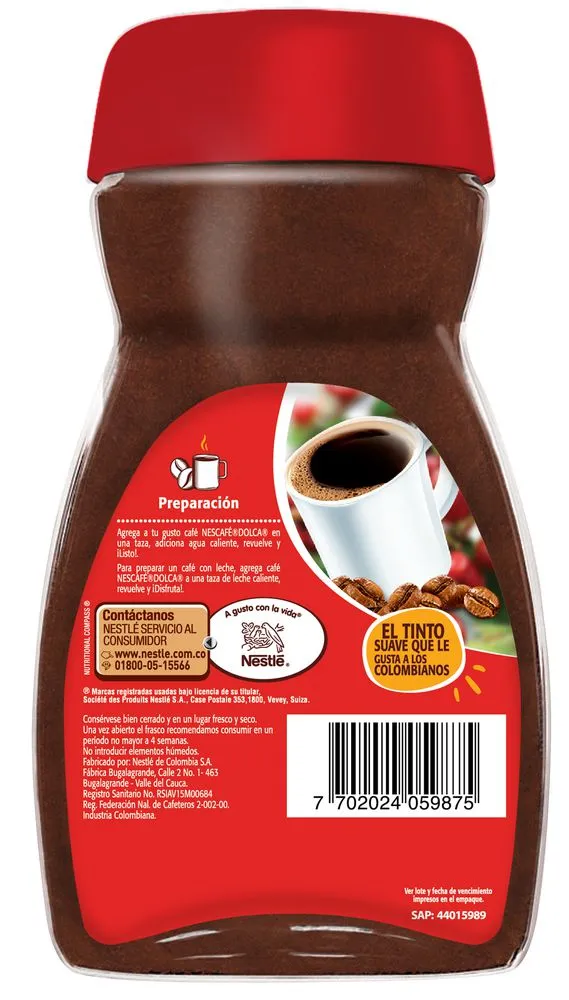 Preparación
Agrega a tu gusto café NESCAFÉ®DOLCA® en
una taza, adiciona agua caliente, revuelve y
¡Listo!.
Para preparar un café con leche, agrega café
NESCAFÉ®DOLCA® a una taza de leche caliente,
revuelve y ¡Disfruta!.
NUTRITIONAL COMPASS ®
Contáctanos
NESTLÉ SERVICIO AL
CONSUMIDOR
www.nestle.com.co
01800-05-15566
A gusto con la vida®
Nestlé®
EL TINTO
SUAVE QUE LE
GUSTA A LOS
COLOMBIANOS
® Marcas registradas usadas bajo licencia de su titular,
Société des Produits Nestlé S.A., Case Postale 353,1800, Vevey, Suiza.
Consérvese bien cerrado y en un lugar fresco y seco.
Una vez abierto el frasco recomendamos consumir en un
período no mayor a 4 semanas.
No introducir elementos húmedos.
Fabricado por: Nestlé de Colombia S.A.
Fábrica Bugalagrande, Calle 2 No. 1- 463
Bugalagrande - Valle del Cauca.
Registro Sanitario No. RSIAV15M00684
Reg. Federación Nal. de Cafeteros 2-002-00.
Industria Colombiana.
7 702024 059875
Ver lote y fecha de vencimiento
impresos en el empaque.
SAP: 44015989